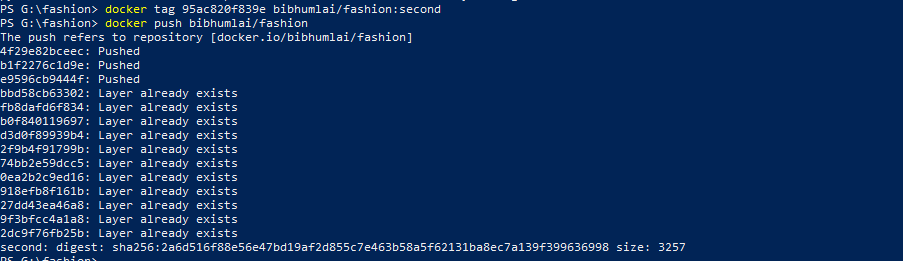 PS G:\fashion> docker tag 95ac820f839e bibhumlai/fashion:second
PS G:\fashion> docker push bibhumlai/fashion
The push refers to repository [docker.io/bibhumlai/fashion]
4f29e82bceec: Pushed
b1f2276c1d9e: Pushed
e9596cb9444f: Pushed
bbd58cb63302: Layer already exists
fb8dafd6f834: Layer already exists
b0f840119697: Layer already exists
d3d0f89939b4: Layer already exists
2f9b4f91799b: Layer already exists
74bb2e59dcc5: Layer already exists
0ea2b2c9ed16: Layer already exists
918efb8f161b: Layer already exists
27dd43ea46a8: Layer already exists
9f3bfcc4a1a8: Layer already exists
2dc9f76fb25b: Layer already exists
second: digest: sha256:2a6d516f88e56e47bd19af2d855c7e463b58a5f62131ba8ec7a139f399636998 size: 3257
PS G:\fashion>